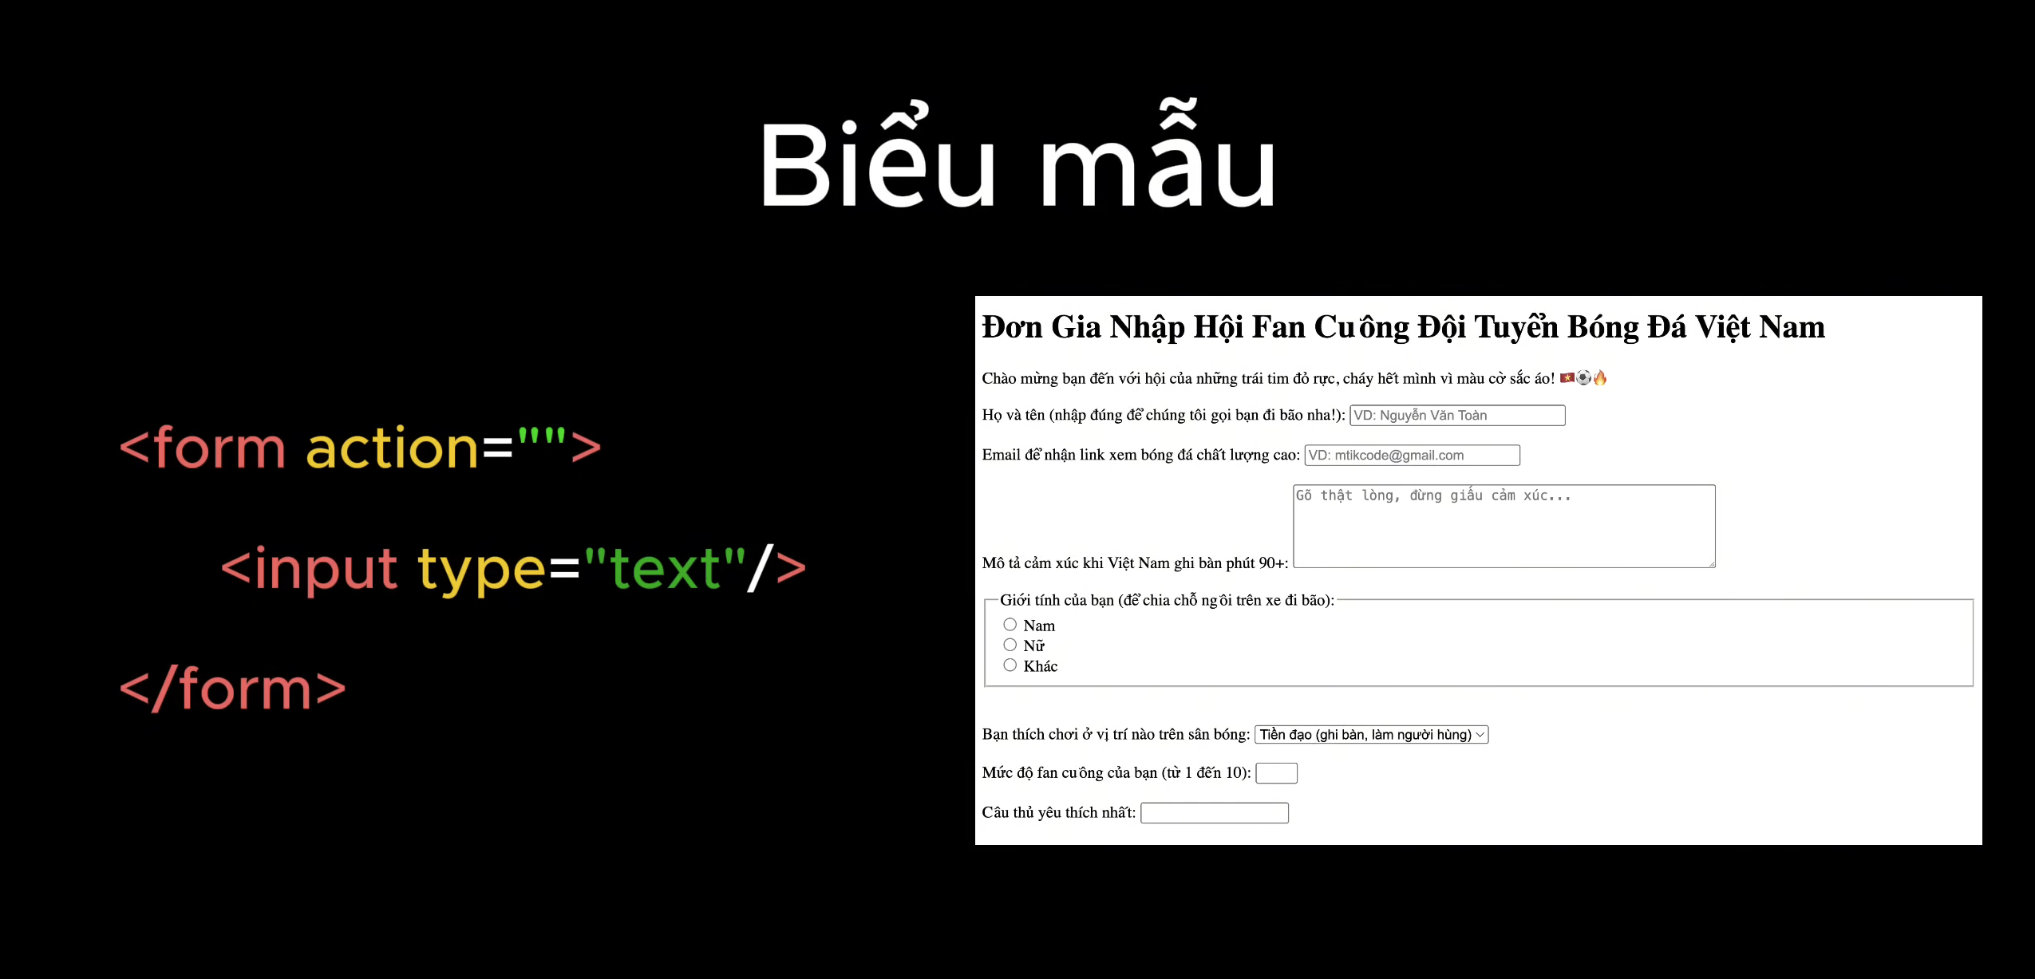 Biểu mẫu
<form action="">
<input type="text"/>
</form>
Đơn Gia Nhập Hội Fan Cuồng Đội Tuyển Bóng Đá Việt Nam
Chào mừng bạn đến với hội của những trái tim đỏ rực, cháy hết mình vì màu cờ sắc áo! 🇻🇳⚽🔥
Họ và tên (nhập đúng để chúng tôi gọi bạn đi bão nha!): VD: Nguyễn Văn Toàn
Email để nhận link xem bóng đá chất lượng cao: VD: mtikcode@gmail.com
Gõ thật lòng, đừng giấu cảm xúc...
Mô tả cảm xúc khi Việt Nam ghi bàn phút 90+:
Giới tính của bạn (để chia chỗ ngồi trên xe đi bão):
Nam
Nữ
Khác
Bạn thích chơi ở vị trí nào trên sân bóng: Tiền đạo (ghi bàn, làm người hùng)
Mức độ fan cuồng của bạn (từ 1 đến 10):
Câu thủ yêu thích nhất: